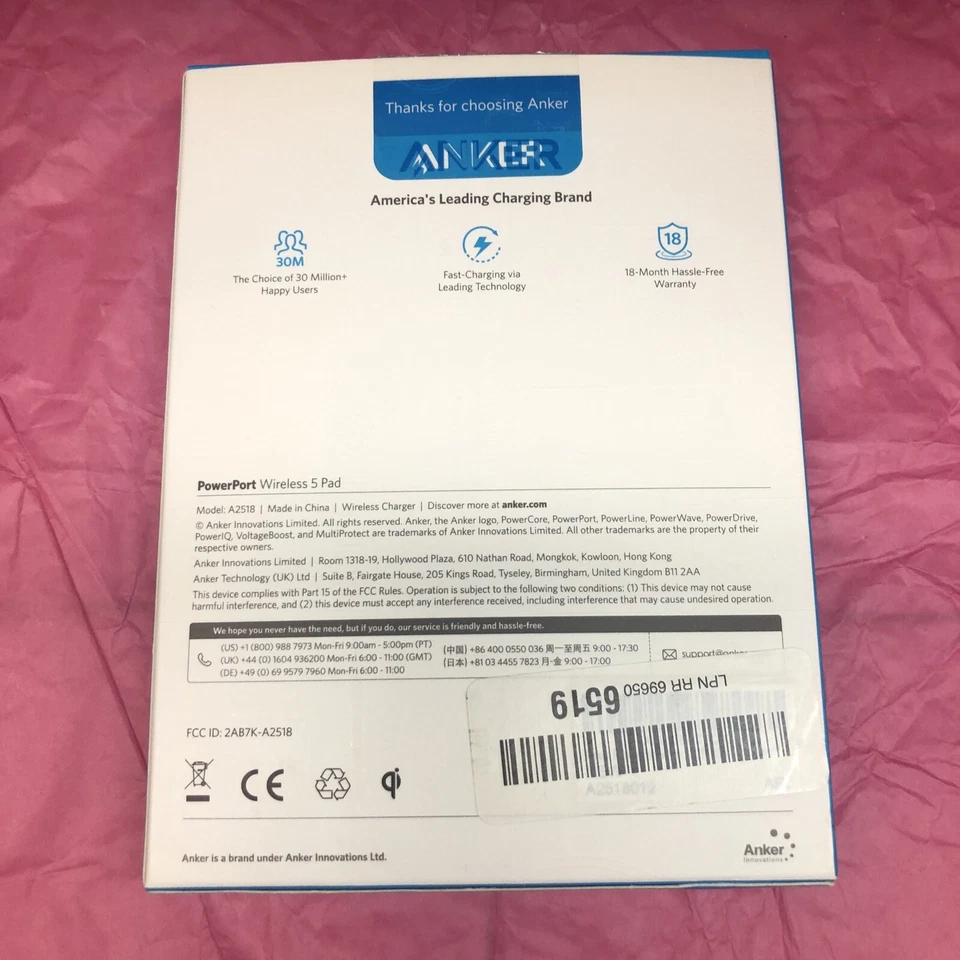 Thanks for choosing Anker
ANKER
America's Leading Charging Brand
30M
The Choice of 30 Million+
Happy Users
Fast-Charging via
Leading Technology
18
18-Month Hassle-Free
Warranty
PowerPort Wireless 5 Pad
Model: A2518 | Made in China | Wireless Charger | Discover more at anker.com
© Anker Innovations Limited. All rights reserved. Anker, the Anker logo, PowerCore, PowerPort, PowerLine, PowerWave, PowerDrive,
PowerIQ, VoltageBoost, and MultiProtect are trademarks of Anker Innovations Limited. All other trademarks are the property of their
respective owners.
Anker Innovations Limited | Room 1318-19, Hollywood Plaza, 610 Nathan Road, Mongkok, Kowloon, Hong Kong
Anker Technology (UK) Ltd | Suite B, Fairgate House, 205 Kings Road, Tyseley, Birmingham, United Kingdom B11 2AA
This device complies with Part 15 of the FCC Rules. Operation is subject to the following two conditions: (1) This device may not cause
harmful interference, and (2) this device must accept any interference received, including interference that may cause undesired operation.
We hope you never have the need, but if you do, our service is friendly and hassle-free.
(US) +1 (800) 988 7973 Mon-Fri 9:00am - 5:00pm (PT)
(UK) +44 (0) 1604 936200 Mon-Fri 6:00 - 11:00 (GMT)
(DE) +49 (0) 69 9579 7960 Mon-Fri 6:00 - 11:00
(中国) +86 400 0550 036 周一至周五 9:00 - 17:30
(日本) +81 03 4455 7823 月-金 9:00 - 17:00
support@anker
LPN RR 69650
6519
A2518019
FCC ID: 2AB7K-A2518
CE
qi
Anker is a brand under Anker Innovations Ltd.
Anker
Innovations